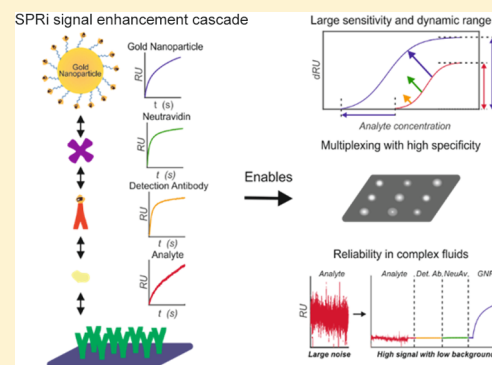 SPRi signal enhancement cascade
Gold
Nanoparticle
Gold Nanoparticle
RU
t (s)
Neutravidin
RU
t (s)
Detection Antibody
RU
t (s)
Analyte
RU
t (s)
Enables
Large sensitivity and dynamic range
dRU
Analyte concentration
Multiplexing with high specificity
Reliability in complex fluids
Analyte
RU
Large noise
Analyte Det. Ab. NeuAv. GNP
High signal with low background